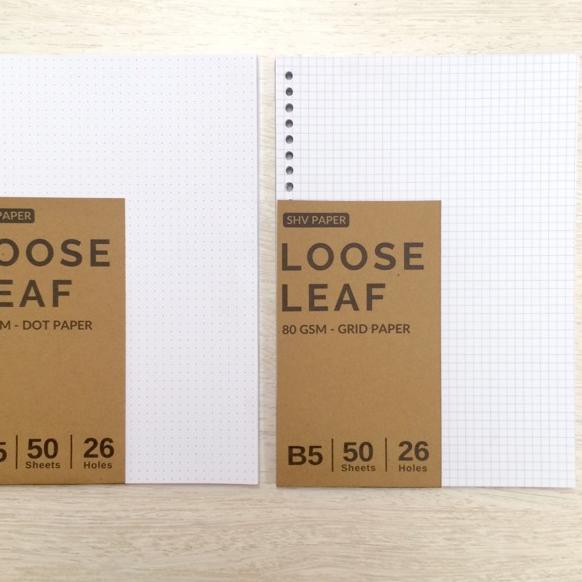 PAPER
OOSE
EAF
M - DOT PAPER
5 50 26
Sheets Holes
SHV PAPER
LOOSE
LEAF
80 GSM - GRID PAPER
B5 50 26
Sheets Holes